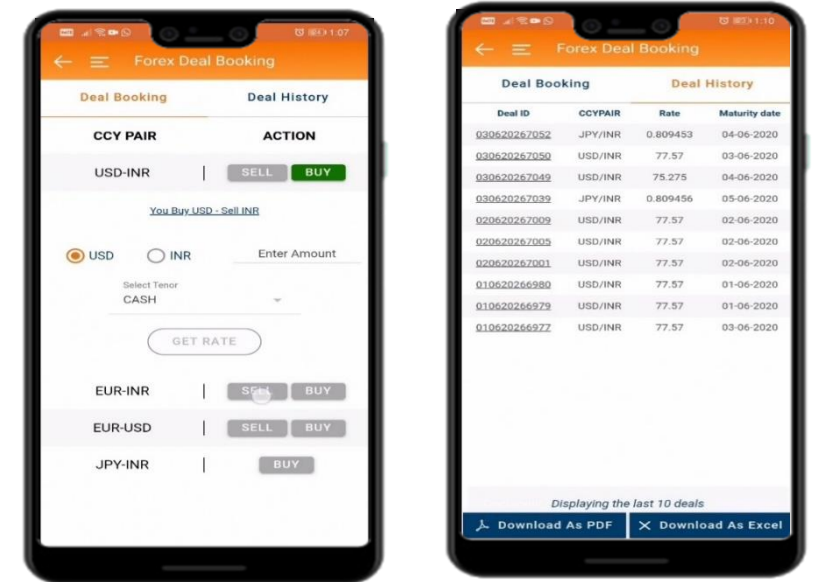 1:07
Forex Deal Booking
Deal Booking Deal History
CCY PAIR ACTION
USD-INR | SELL BUY
You Buy USD - Sell INR
USD INR Enter Amount
Select Tenor
CASH
GET RATE
EUR-INR | SELL BUY
EUR-USD | SELL BUY
JPY-INR | BUY
1:10
Forex Deal Booking
Deal Booking Deal History
Deal ID CCYPAIR Rate Maturity date
030620267052 JPY/INR 0.809453 04-06-2020
030620267050 USD/INR 77.57 03-06-2020
030620267049 USD/INR 75.275 04-06-2020
030620267039 JPY/INR 0.809456 05-06-2020
020620267009 USD/INR 77.57 02-06-2020
020620267005 USD/INR 77.57 02-06-2020
020620267001 USD/INR 77.57 02-06-2020
010620266980 USD/INR 77.57 01-06-2020
010620266979 USD/INR 77.57 01-06-2020
010620266977 USD/INR 77.57 03-06-2020
Displaying the last 10 deals
Download As PDF Download As Excel